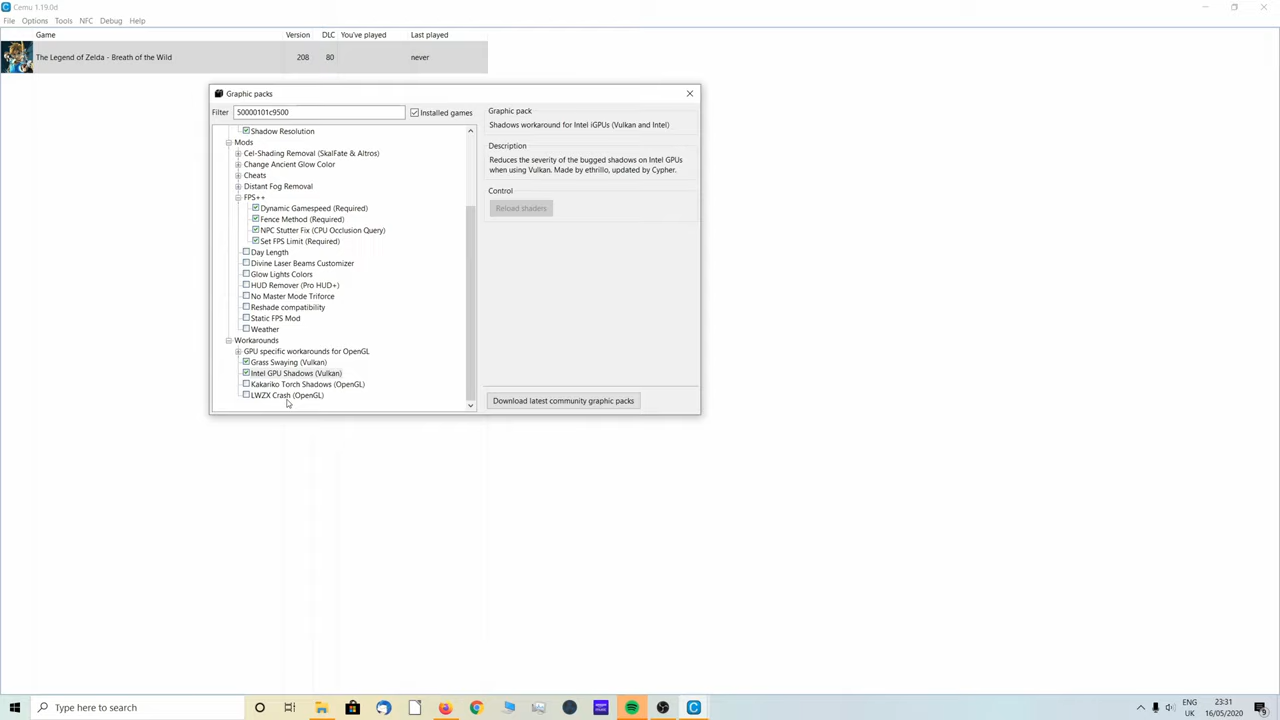 Cemu 1.19.0d
File Options Tools NFC Debug Help
Game Version DLC You've played Last played
The Legend of Zelda - Breath of the Wild 208 80 never
Graphic packs
Filter 50000101c9500 Installed games
Shadow Resolution
Mods
Cel-Shading Removal (SkalFate & Altros)
Change Ancient Glow Color
Cheats
Distant Fog Removal
FPS++
Dynamic Gamespeed (Required)
Fence Method (Required)
NPC Stutter Fix (CPU Occlusion Query)
Set FPS Limit (Required)
Day Length
Divine Laser Beams Customizer
Glow Lights Colors
HUD Remover (Pro HUD+)
No Master Mode Triforce
Reshade compatibility
Static FPS Mod
Weather
Workarounds
GPU specific workarounds for OpenGL
Grass Swaying (Vulkan)
Intel GPU Shadows (Vulkan)
Kakariko Torch Shadows (OpenGL)
LWZX Crash (OpenGL)
Graphic pack
Shadows workaround for Intel iGPUs (Vulkan and Intel)
Description
Reduces the severity of the bugged shadows on Intel GPUs
when using Vulkan. Made by ethrillo, updated by Cypher.
Control
Reload shaders
Download latest community graphic packs
Type here to search
ENG
UK
23:31
16/05/2020